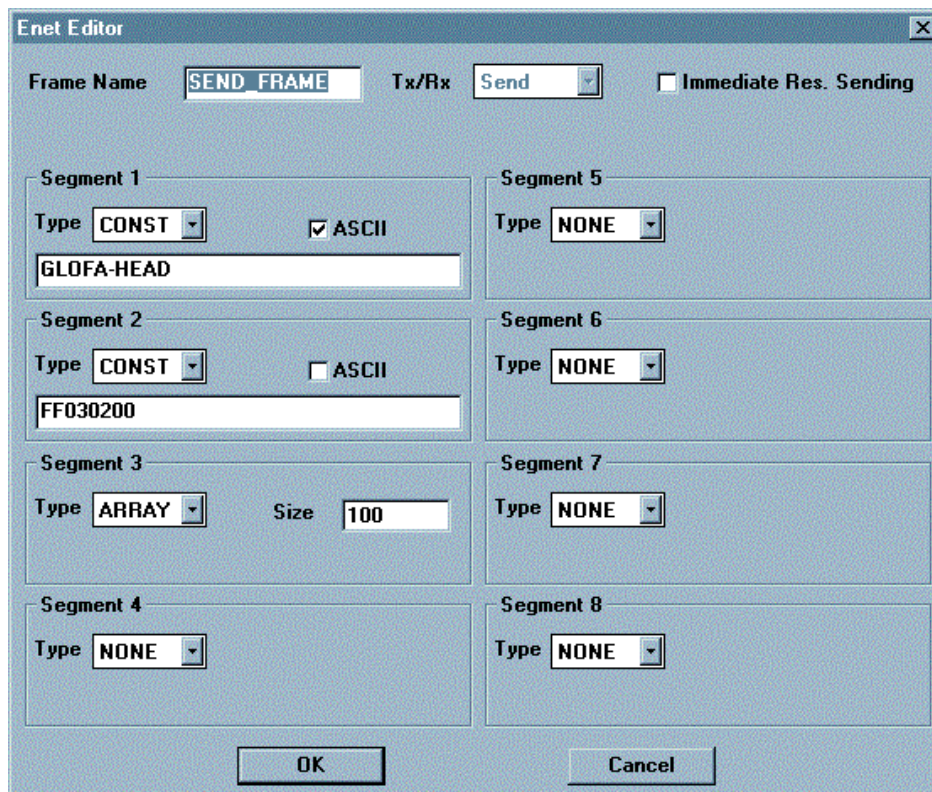 Enet Editor
Frame Name SEND_FRAME Tx/Rx Send Immediate Res. Sending
Segment 1
Type CONST ASCII
GLOFA-HEAD
Segment 5
Type NONE
Segment 2
Type CONST ASCII
FF030200
Segment 6
Type NONE
Segment 3
Type ARRAY Size 100
Segment 7
Type NONE
Segment 4
Type NONE
Segment 8
Type NONE
OK Cancel